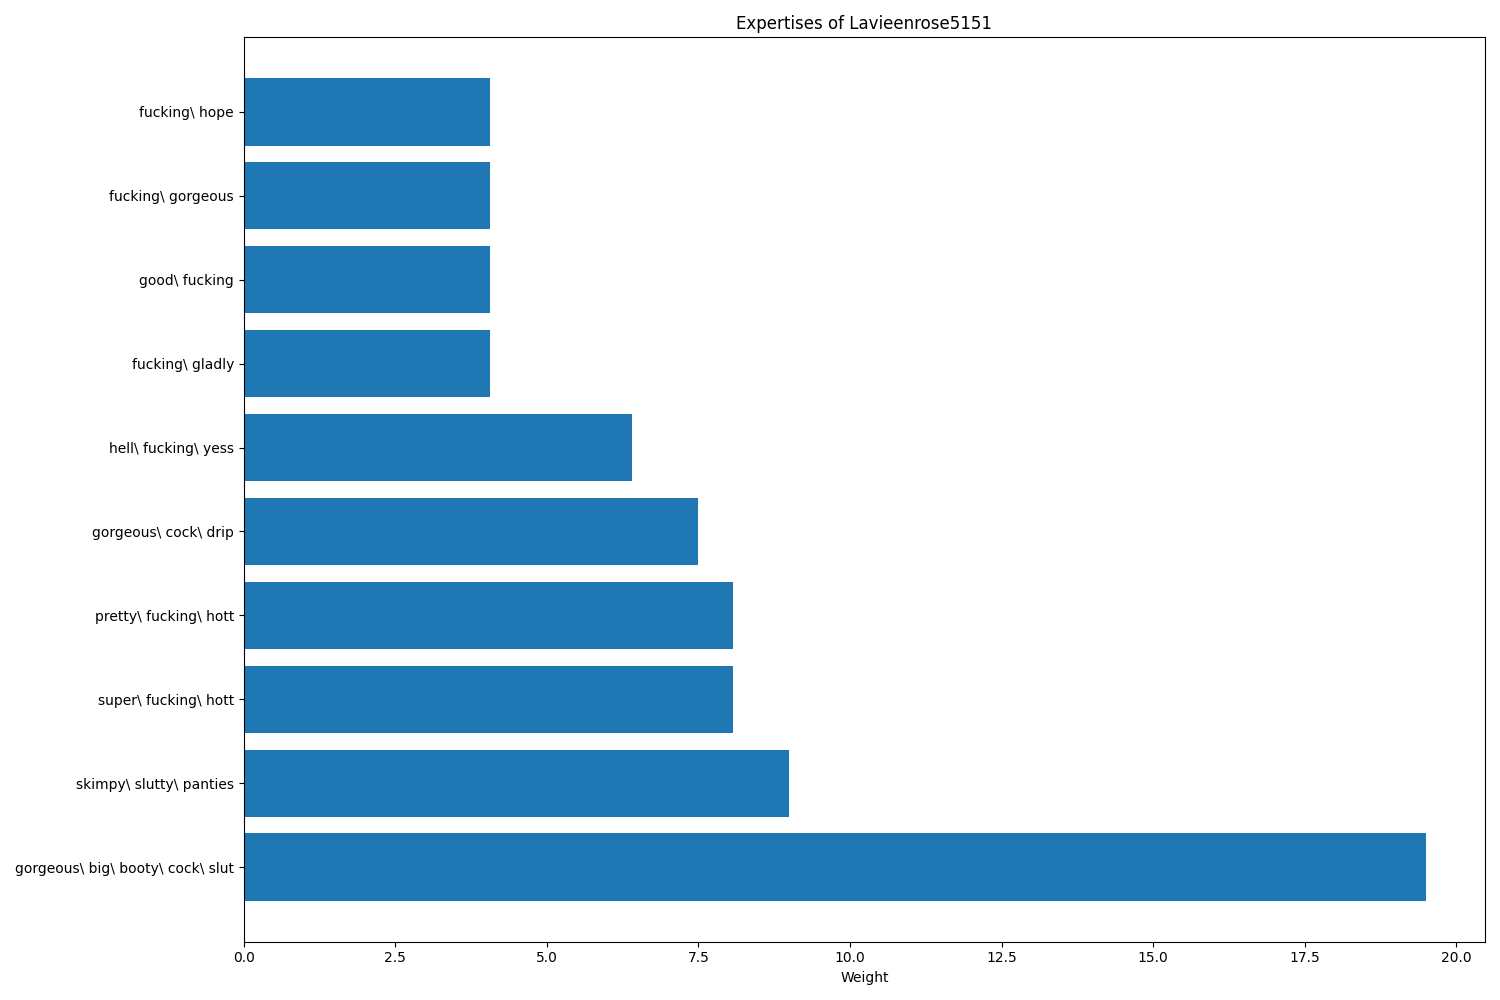 Expertises of Lavieenrose5151
fucking\ hope
fucking\ gorgeous
good\ fucking
fucking\ gladly
hell\ fucking\ yess
gorgeous\ cock\ drip
pretty\ fucking\ hott
super\ fucking\ hott
skimpy\ slutty\ panties
gorgeous\ big\ booty\ cock\ slut
0.0 2.5 5.0 7.5 10.0 12.5 15.0 17.5 20.0
Weight